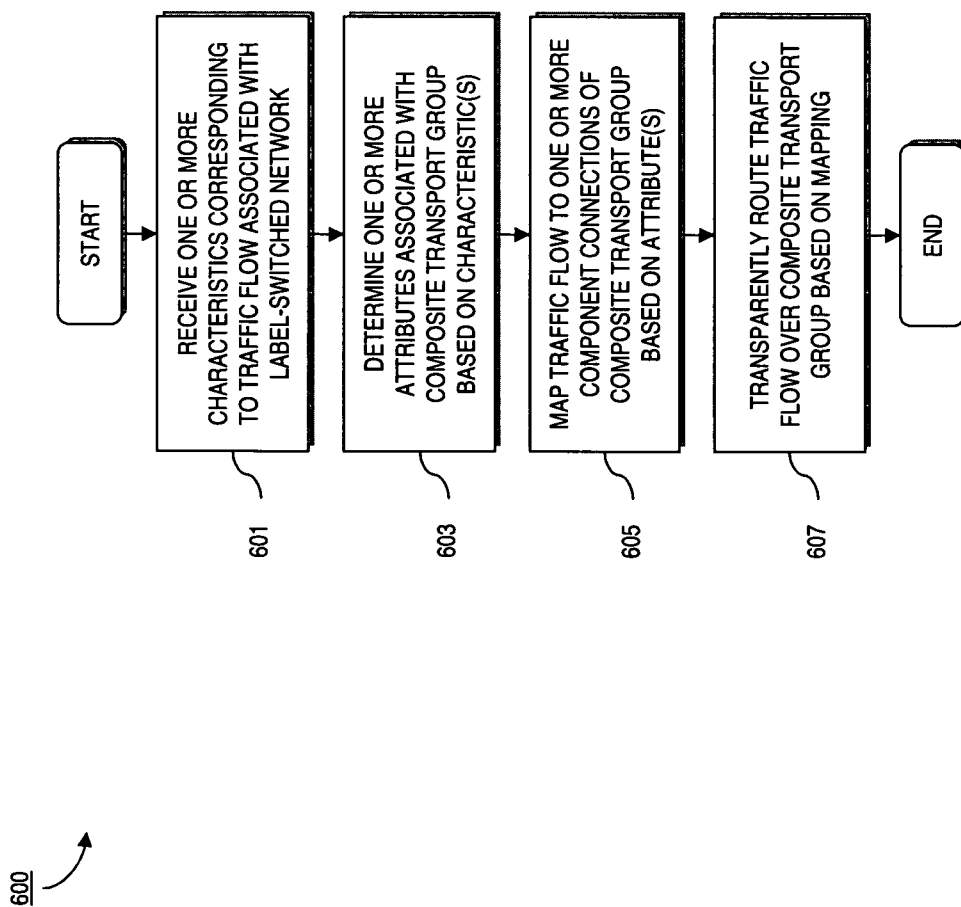 600
START
RECEIVE ONE OR MORE
CHARACTERISTICS CORRESPONDING
TO TRAFFIC FLOW ASSOCIATED WITH
LABEL-SWITCHED NETWORK
601
DETERMINE ONE OR MORE
ATTRIBUTES ASSOCIATED WITH
COMPOSITE TRANSPORT GROUP
BASED ON CHARACTERISTIC(S)
603
MAP TRAFFIC FLOW TO ONE OR MORE
COMPONENT CONNECTIONS OF
COMPOSITE TRANSPORT GROUP
BASED ON ATTRIBUTE(S)
605
TRANSPARENTLY ROUTE TRAFFIC
FLOW OVER COMPOSITE TRANSPORT
GROUP BASED ON MAPPING
607
END